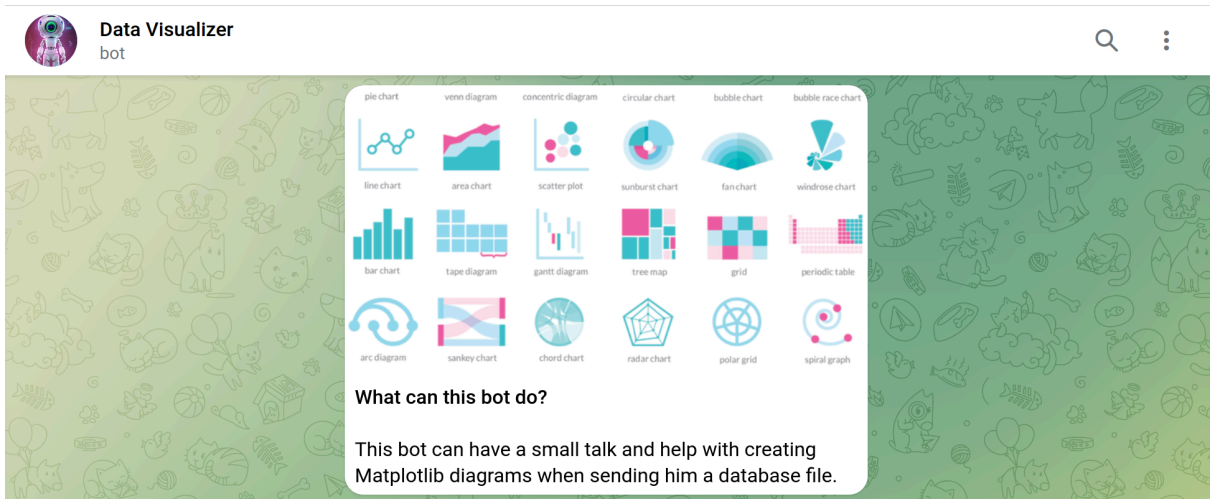 Data Visualizer
bot
pie chart venn diagram concentric diagram circular chart bubble chart bubble race chart
line chart area chart scatter plot sunburst chart fan chart windrose chart
bar chart tape diagram gantt diagram tree map grid periodic table
arc diagram sankey chart chord chart radar chart polar grid spiral graph
What can this bot do?
This bot can have a small talk and help with creating
Matplotlib diagrams when sending him a database file.